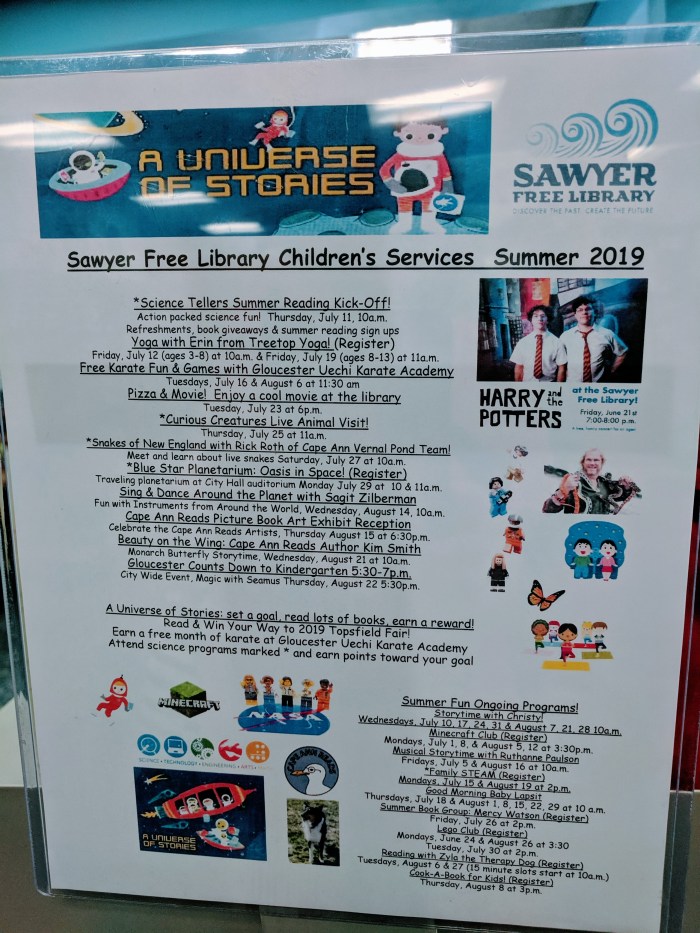 A UNIVERSE
OF STORIES
SAWYER
FREE LIBRARY
DISCOVER THE PAST. CREATE THE FUTURE
Sawyer Free Library Children's Services Summer 2019
*Science Tellers Summer Reading Kick-Off!
Action packed science fun! Thursday, July 11, 10a.m.
Refreshments, book giveaways & summer reading sign ups
Yoga with Erin from Treetop Yoga! (Register)
Friday, July 12 (ages 3-8) at 10a.m. & Friday, July 19 (ages 8-13) at 11a.m.
Free Karate Fun & Games with Gloucester Uechi Karate Academy
Tuesdays, July 16 & August 6 at 11:30 am
Pizza & Movie! Enjoy a cool movie at the library
Tuesday, July 23 at 6p.m.
*Curious Creatures Live Animal Visit!
Thursday, July 25 at 11a.m.
*Snakes of New England with Rick Roth of Cape Ann Vernal Pond Team!
Meet and learn about live snakes Saturday, July 27 at 10a.m.
*Blue Star Planetarium: Oasis in Space! (Register)
Traveling planetarium at City Hall auditorium Monday July 29 at 10 & 11a.m.
Sing & Dance Around the Planet with Sagit Zilberman
Fun with Instruments from Around the World, Wednesday, August 14, 10a.m.
Cape Ann Reads Picture Book Art Exhibit Reception
Celebrate the Cape Ann Reads Artists, Thursday August 15 at 6:30pm.
Beauty on the Wing: Cape Ann Reads Author Kim Smith
Monarch Butterfly Storytime, Wednesday, August 21 at 10a.m.
Gloucester Counts Down to Kindergarten 5:30-7p.m.
City Wide Event, Magic with Seamus Thursday, August 22 5:30pm.
HARRY and the
POTTERS
at the Sawyer
Free Library!
Friday, June 21st
7:00-8:00 p.m.
A Universe of Stories: set a goal, read lots of books, earn a reward!
Read & Win Your Way to 2019 Topsfield Fair!
Earn a free month of karate at Gloucester Uechi Karate Academy
Attend science programs marked * and earn points toward your goal
MINECRAFT
NASA
SCIENCE • TECHNOLOGY • ENGINEERING • ARTS
CAPE ANN READS
A UNIVERSE
OF STORIES
Summer Fun Ongoing Programs!
Storytime with Christy!
Wednesdays, July 10, 17, 24, 31 & August 7, 21, 28 10a.m.
Minecraft Club (Register)
Mondays, July 1, 8, & August 5, 12 at 3:30p.m.
Musical Storytime with Ruthanne Paulson
Fridays, July 5 & August 16 at 10a.m.
*Family STEAM (Register)
Mondays, July 15 & August 19 at 2p.m.
Good Morning Baby Lapsit
Thursdays, July 18 & August 1, 8, 15, 22, 29 at 10 a.m.
Summer Book Group: Mercy Watson (Register)
Friday, July 26 at 2p.m.
Lego Club (Register)
Mondays, June 24 & August 26 at 3:30
Tuesday, July 30 at 2p.m.
Reading with Zyla the Therapy Dog (Register)
Tuesdays, August 6 & 27 (15 minute slots start at 10a.m.)
Cook-A-Book for Kids! (Register)
Thursday, August 8 at 3p.m.